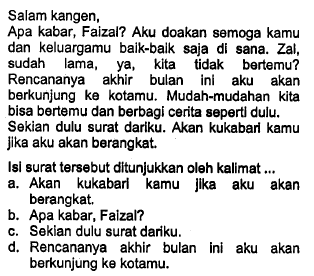 Salam kangen,
Apa kabar, Faizal? Aku doakan semoga kamu
dan keluargamu baik-baik saja di sana. Zal,
sudah lama, ya, kita tidak bertemu?
Rencananya akhir bulan ini aku akan
berkunjung ke kotamu. Mudah-mudahan kita
bisa bertemu dan berbagi cerita seperti dulu.
Sekian dulu surat dariku. Akan kukabari kamu
jika aku akan berangkat.
Isi surat tersebut ditunjukkan oleh kalimat ...
a. Akan kukabari kamu jika aku akan
berangkat.
b. Apa kabar, Faizal?
c. Sekian dulu surat dariku.
d. Rencananya akhir bulan ini aku akan
berkunjung ke kotamu.